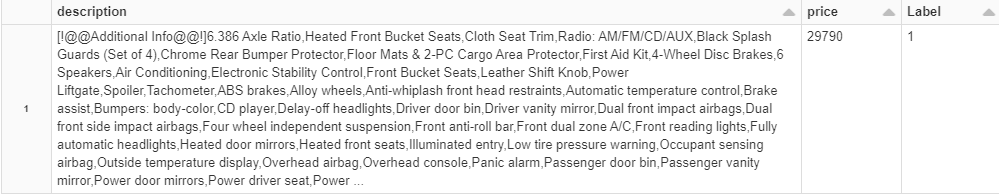 description price Label
[!@@Additional Info@@!]6.386 Axle Ratio,Heated Front Bucket Seats,Cloth Seat Trim,Radio: AM/FM/CD/AUX,Black Splash 29790 1
Guards (Set of 4),Chrome Rear Bumper Protector,Floor Mats & 2-PC Cargo Area Protector,First Aid Kit,4-Wheel Disc Brakes,6
Speakers,Air Conditioning,Electronic Stability Control,Front Bucket Seats,Leather Shift Knob,Power
Liftgate,Spoiler,Tachometer,ABS brakes,Alloy wheels,Anti-whiplash front head restraints,Automatic temperature control,Brake
1 assist,Bumpers: body-color,CD player,Delay-off headlights,Driver door bin,Driver vanity mirror,Dual front impact airbags,Dual
front side impact airbags,Four wheel independent suspension,Front anti-roll bar,Front dual zone A/C,Front reading lights,Fully
automatic headlights,Heated door mirrors,Heated front seats,Illuminated entry,Low tire pressure warning,Occupant sensing
airbag,Outside temperature display,Overhead airbag,Overhead console,Panic alarm,Passenger door bin,Passenger vanity
mirror,Power door mirrors,Power driver seat,Power ...